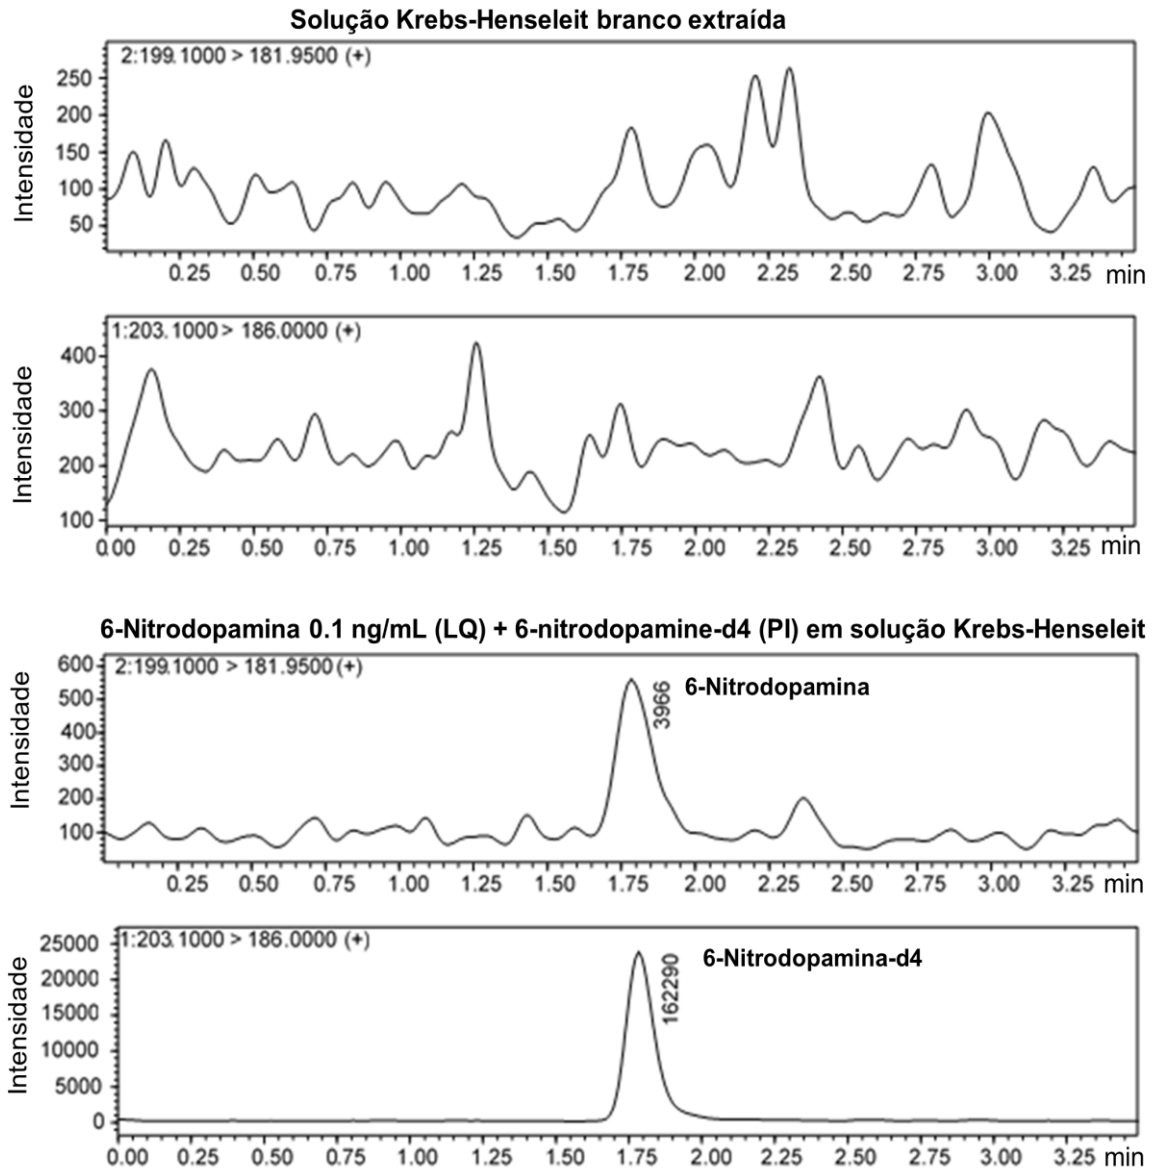 Solução Krebs-Henseleit branco extraída
2:199.1000 > 181.9500 (+)
Intensidade
250
200
150
100
50
0.25 0.50 0.75 1.00 1.25 1.50 1.75 2.00 2.25 2.50 2.75 3.00 3.25 min
1:203.1000 > 186.0000 (+)
Intensidade
400
300
200
100
0.00 0.25 0.50 0.75 1.00 1.25 1.50 1.75 2.00 2.25 2.50 2.75 3.00 3.25 min
6-Nitrodopamina 0.1 ng/mL (LQ) + 6-nitrodopamine-d4 (PI) em solução Krebs-Henseleit
2:199.1000 > 181.9500 (+)
Intensidade
600
500
400
300
200
100
3966
6-Nitrodopamina
0.25 0.50 0.75 1.00 1.25 1.50 1.75 2.00 2.25 2.50 2.75 3.00 3.25 min
1:203.1000 > 186.0000 (+)
Intensidade
25000
20000
15000
10000
5000
0
162290
6-Nitrodopamina-d4
0.00 0.25 0.50 0.75 1.00 1.25 1.50 1.75 2.00 2.25 2.50 2.75 3.00 3.25 min